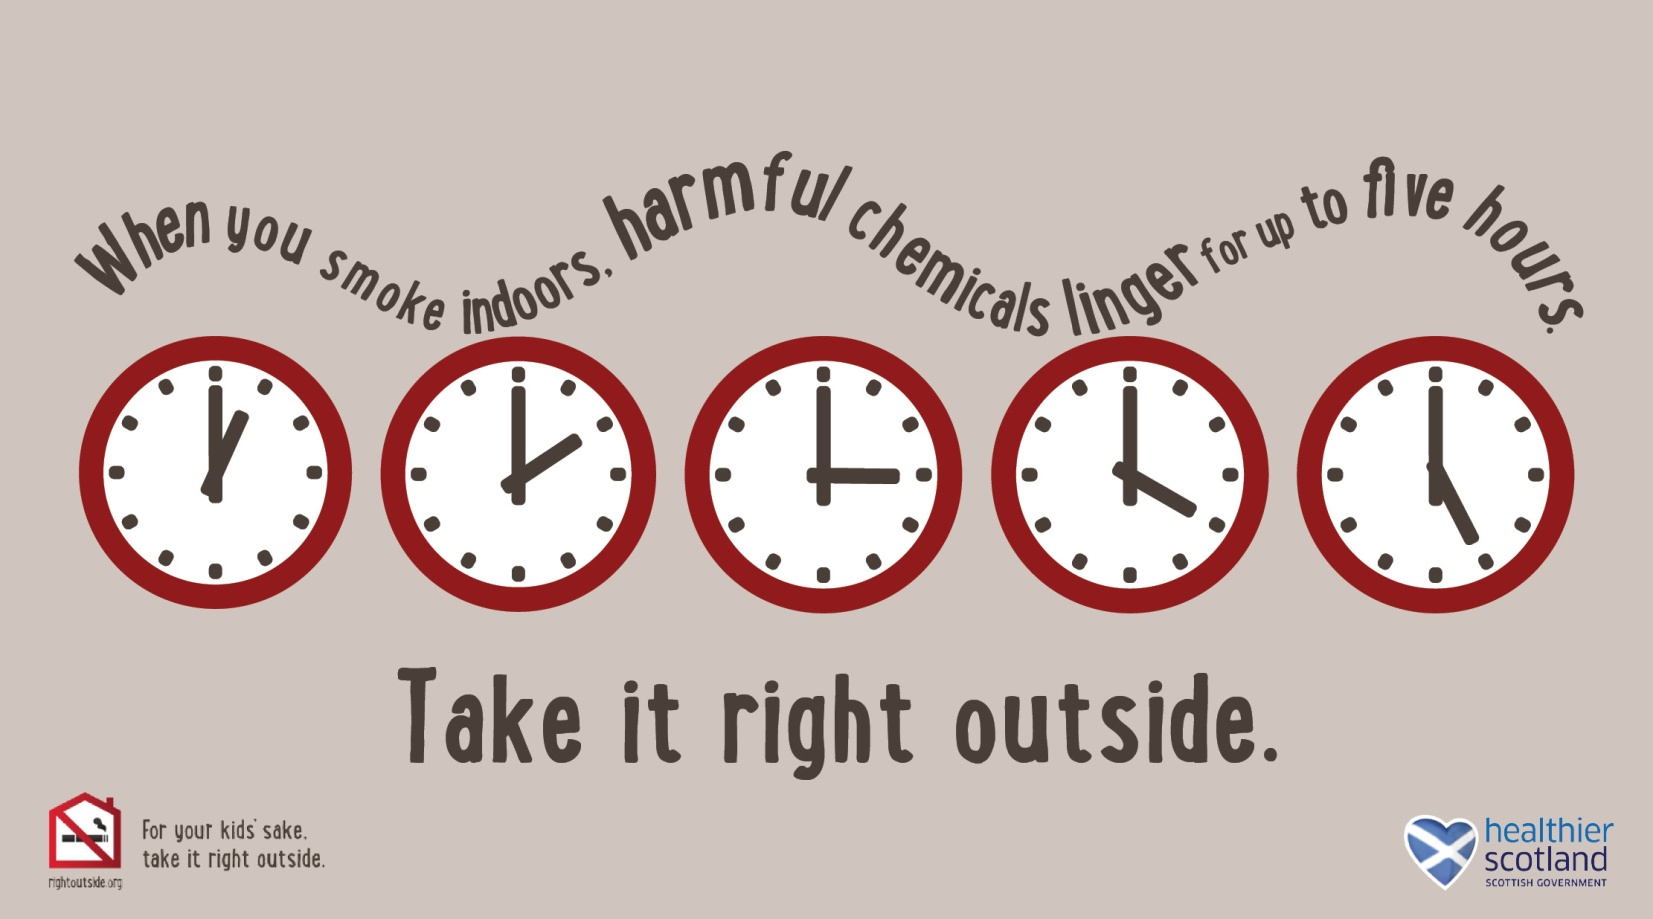 When you smoke indoors, harmful chemicals linger for up to five hours.
Take it right outside.
For your kids' sake,
take it right outside.
rightoutside.org
healthier
scotland
SCOTTISH GOVERNMENT